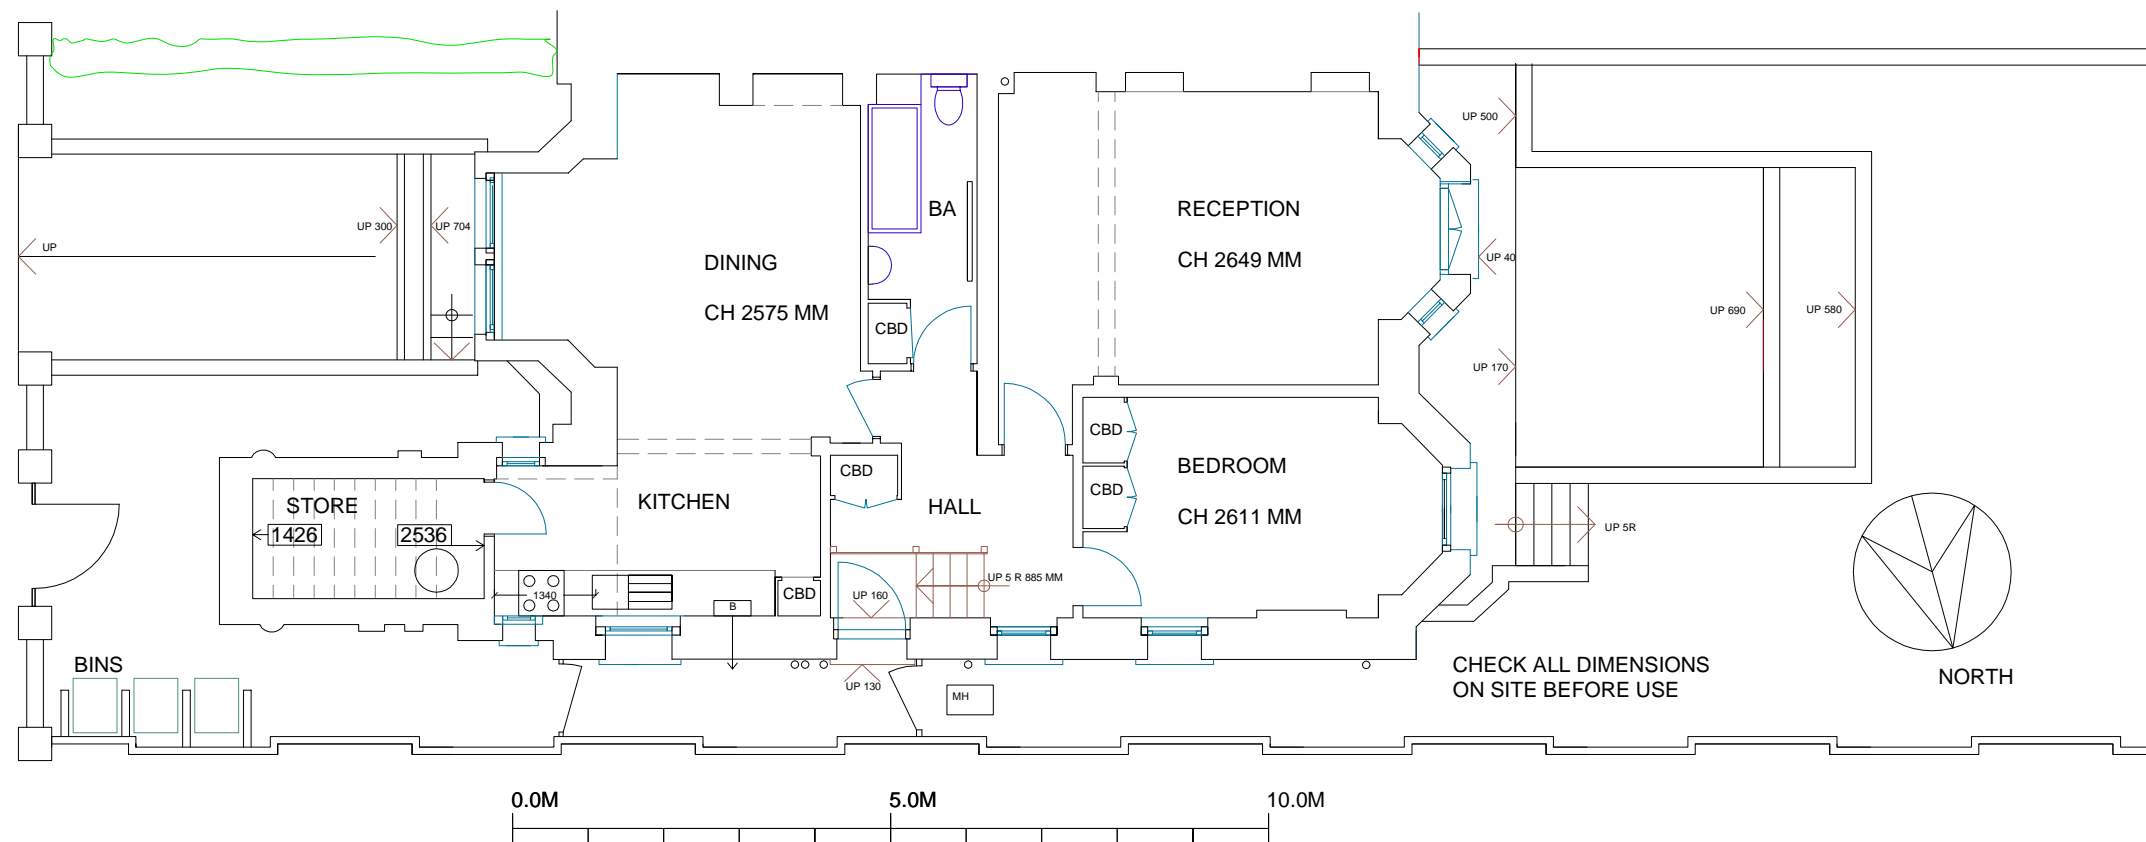 UP 500
BA
RECEPTION
UP 300
UP 704
UP
DINING
CH 2649 MM
UP 40
CH 2575 MM
CBD
UP 690
UP 580
UP 170
CBD
BEDROOM
CBD
CBD
STORE
KITCHEN
HALL
CH 2611 MM
1426
2536
UP 5R
UP 5 R 885 MM
1340
CBD
UP 160
B
BINS
CHECK ALL DIMENSIONS
ON SITE BEFORE USE
NORTH
UP 130
MH
0.0M
5.0M
10.0M